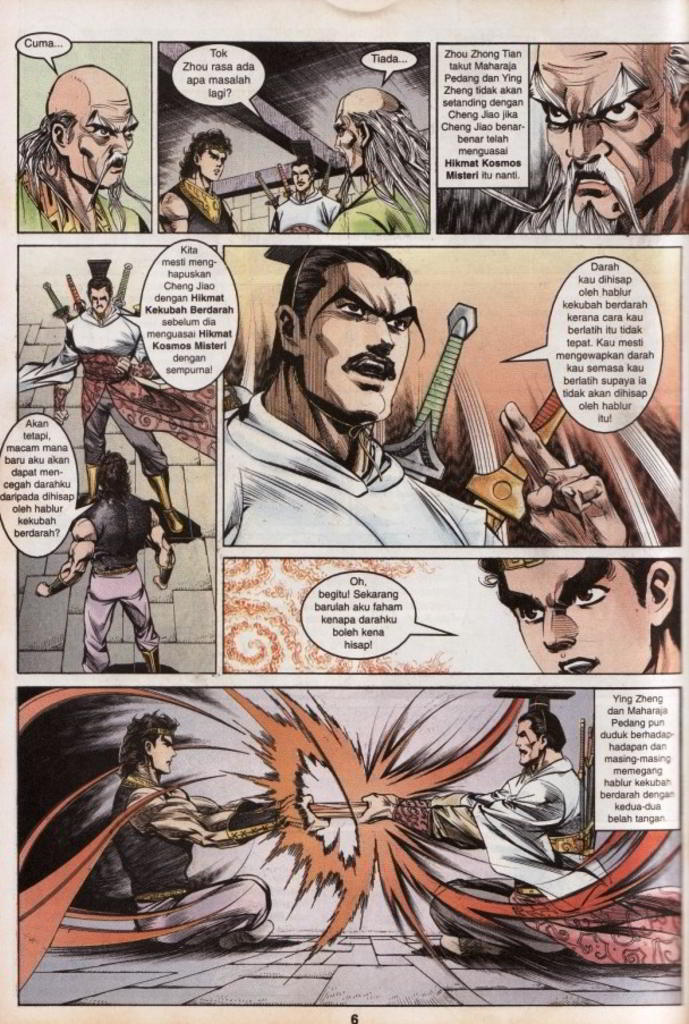 Cuma...
Tok
Zhou rasa ada
apa masalah
lagi?
Tiada...
Zhou Zhong Tian
takut Maharaja
Pedang dan Ying
Zheng tidak akan
setanding dengan
Cheng Jiao jika
Cheng Jiao benar-
benar telah
menguasai
Hikmat Kosmos
Misteri itu nanti.
Kita
mesti meng-
hapuskan
Cheng Jiao
dengan Hikmat
Kekubah Berdarah
sebelum dia
menguasai Hikmat
Kosmos Misteri
dengan
sempurna!
Akan
tetapi,
macam mana
baru aku akan
dapat men-
cegah darahku
daripada dihisap
oleh hablur
kekubah
berdarah?
Darah
kau dihisap
oleh hablur
kekubah berdarah
kerana cara kau
berlatih itu tidak
tepat. Kau mesti
mengewapkan darah
kau semasa kau
berlatih supaya ia
tidak akan dihisap
oleh hablur
itu!
Oh,
begitu! Sekarang
barulah aku faham
kenapa darahku
boleh kena
hisap!
Ying Zheng
dan Maharaja
Pedang pun
duduk berhadap-
hadapan dan
masing-masing
memegang
hablur kekubah
berdarah dengan
kedua-dua
belah tangan.
6